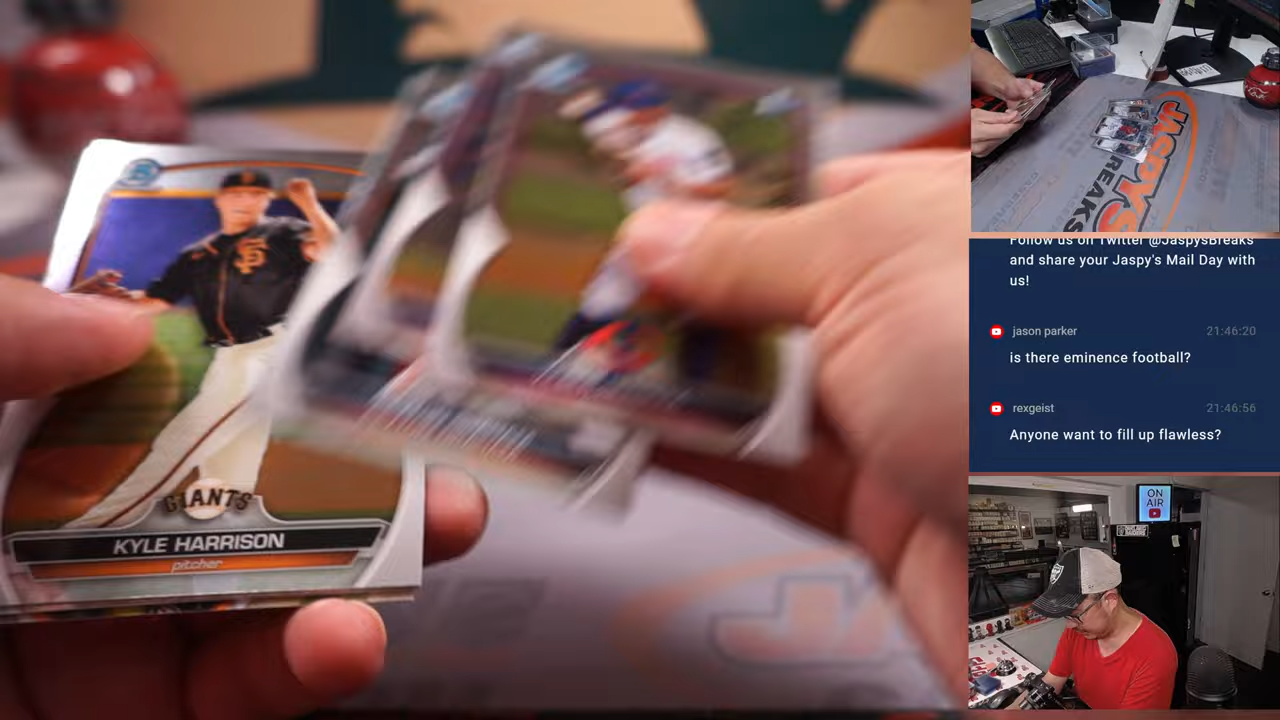 SF
GIANTS
KYLE HARRISON
pitcher
JASPYS
BREAKS
Follow us on Twitter @JaspysBreaks
and share your Jaspy's Mail Day with
us!
jason parker 21:46:20
is there eminence football?
rexgeist 21:46:56
Anyone want to fill up flawless?
ON
AIR